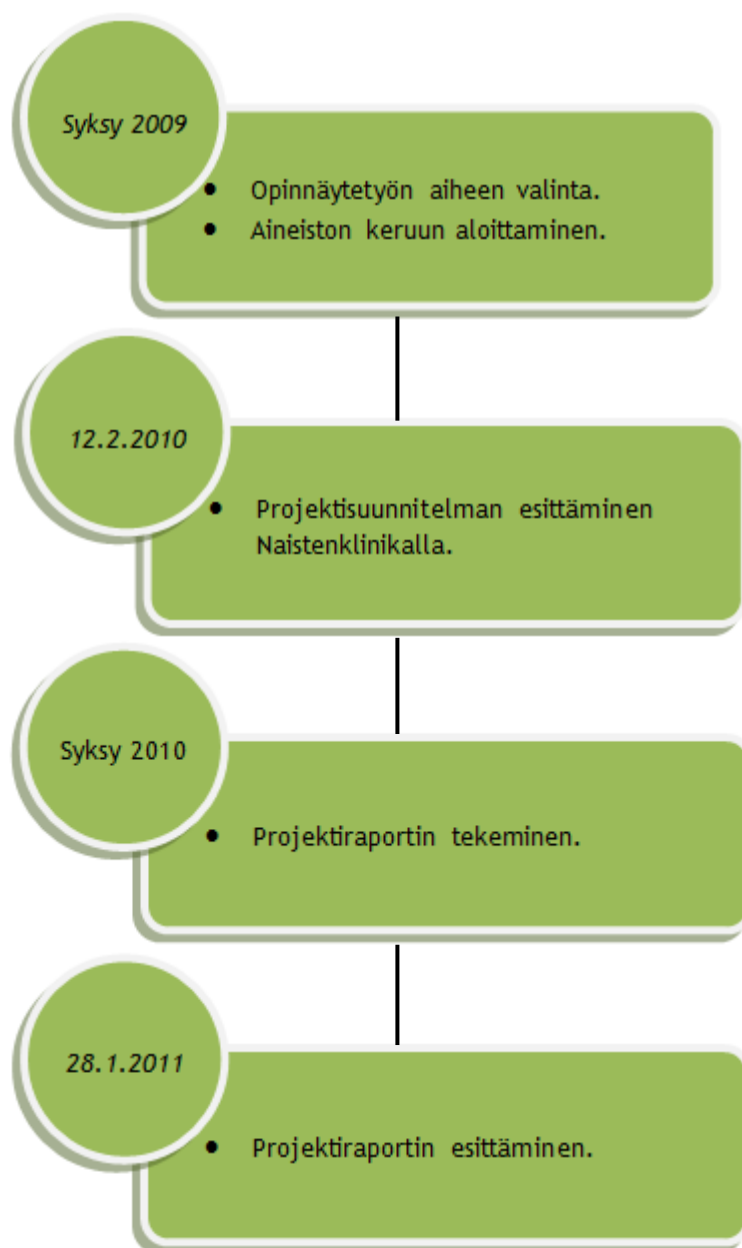 Syksy 2009
• Opinnäytetyön aiheen valinta.
• Aineiston keruun aloittaminen.
12.2.2010
• Projektisuunnitelman esittäminen
Naistenklinikalla.
Syksy 2010
• Projektiraportin tekeminen.
28.1.2011
• Projektiraportin esittäminen.